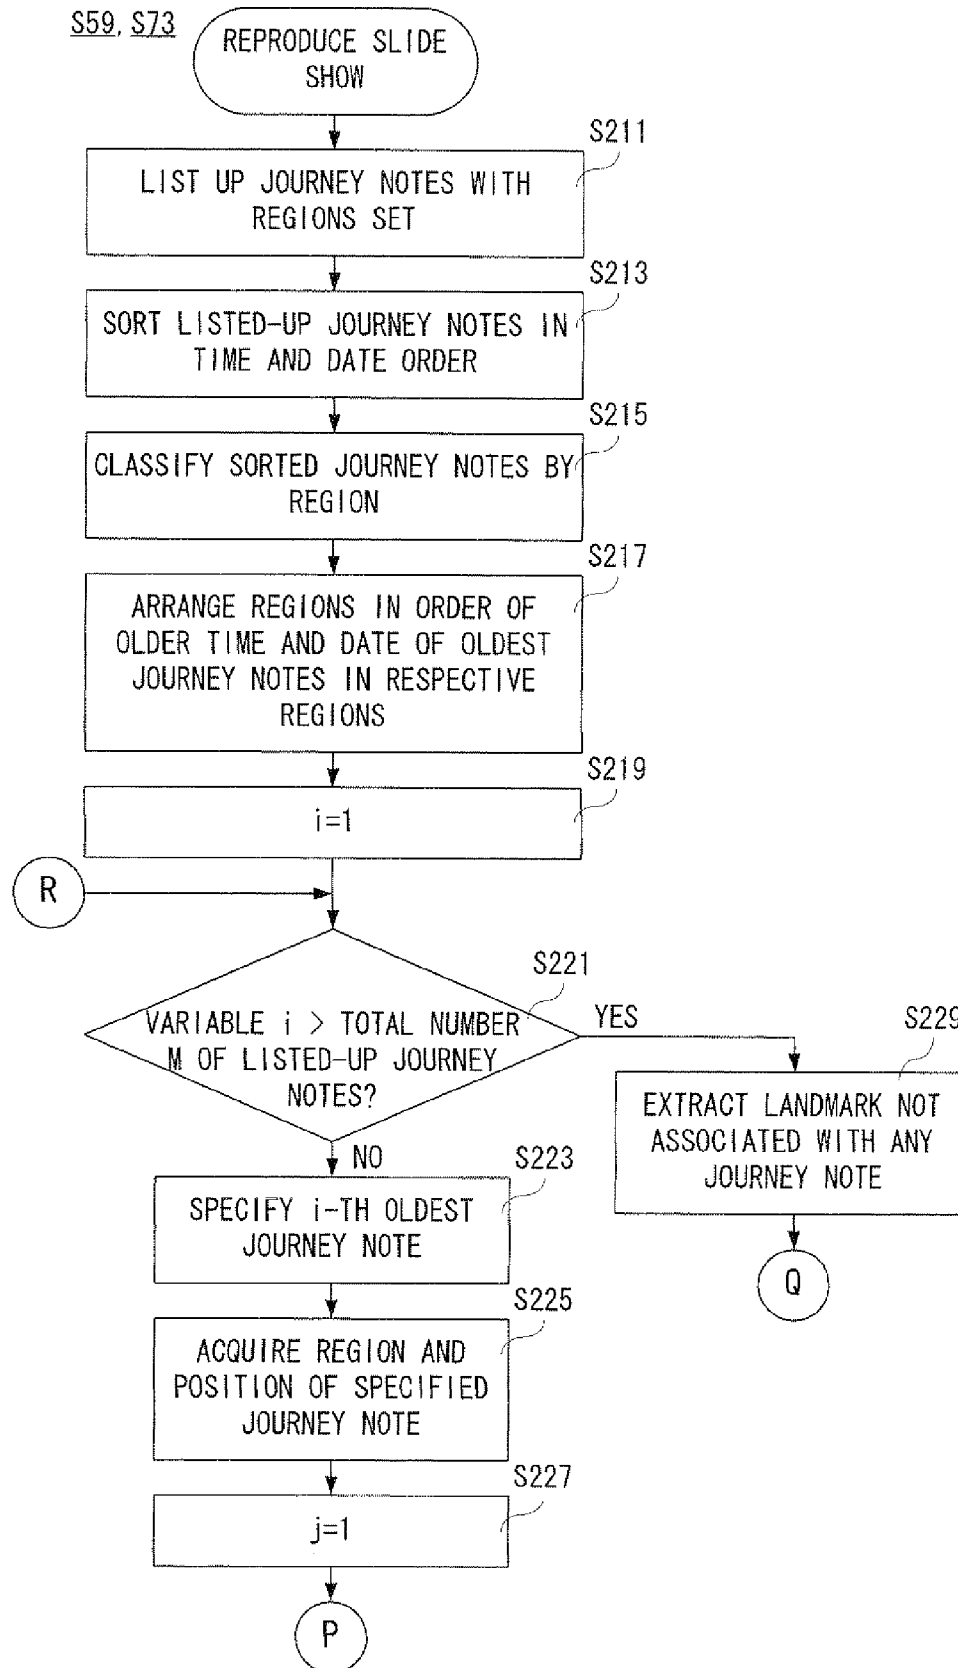 S59, S73
REPRODUCE SLIDE
SHOW
S211
LIST UP JOURNEY NOTES WITH
REGIONS SET
S213
SORT LISTED-UP JOURNEY NOTES IN
TIME AND DATE ORDER
S215
CLASSIFY SORTED JOURNEY NOTES BY
REGION
S217
ARRANGE REGIONS IN ORDER OF
OLDER TIME AND DATE OF OLDEST
JOURNEY NOTES IN RESPECTIVE
REGIONS
S219
i=1
R
S221
VARIABLE i > TOTAL NUMBER
M OF LISTED-UP JOURNEY
NOTES?
YES
S229
EXTRACT LANDMARK NOT
ASSOCIATED WITH ANY
JOURNEY NOTE
Q
NO
S223
SPECIFY i-TH OLDEST
JOURNEY NOTE
S225
ACQUIRE REGION AND
POSITION OF SPECIFIED
JOURNEY NOTE
S227
j=1
P